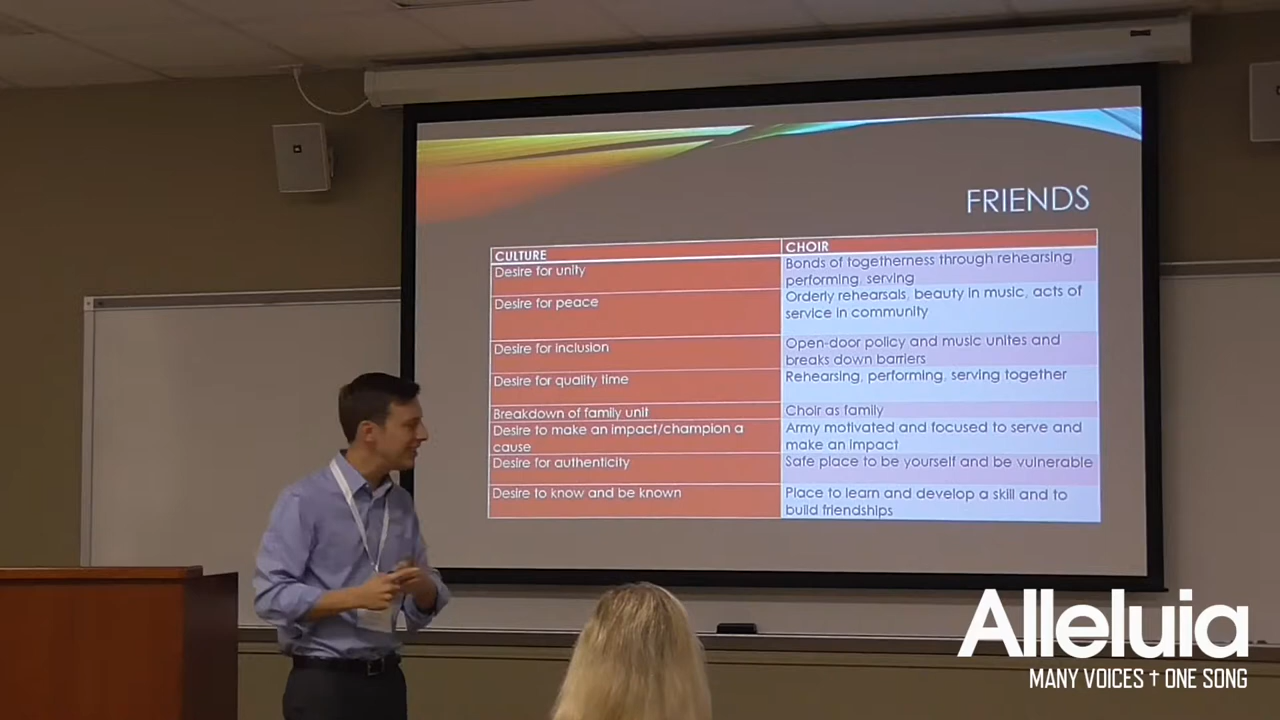 FRIENDS
CULTURE
CHOIR
Desire for unity
Bonds of togetherness through rehearsing,
performing, serving
Desire for peace
Orderly rehearsals, beauty in music, acts of
service in community
Desire for inclusion
Open-door policy and music unites and
breaks down barriers
Desire for quality time
Rehearsing, performing, serving together
Breakdown of family unit
Choir as family
Desire to make an impact/champion a
cause
Army motivated and focused to serve and
make an impact
Desire for authenticity
Safe place to be yourself and be vulnerable
Desire to know and be known
Place to learn and develop a skill and to
build friendships
Alleluia
MANY VOICES † ONE SONG